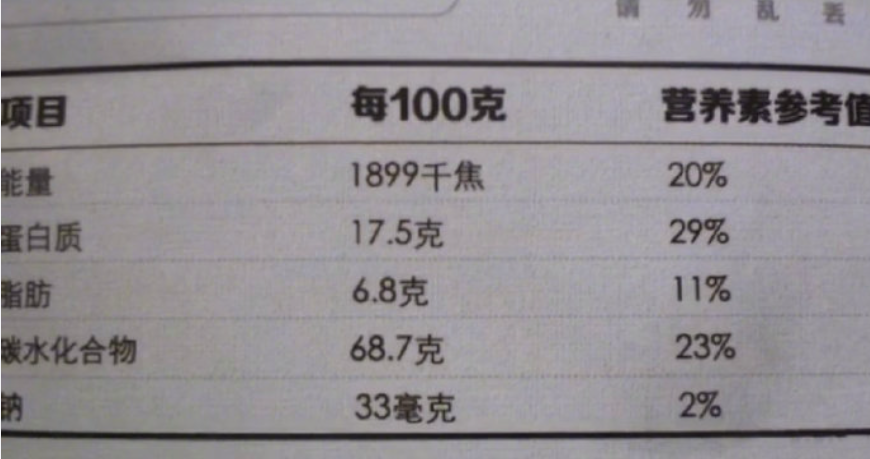 请勿乱丢
项目 每100克 营养素参考值
能量 1899千焦 20%
蛋白质 17.5克 29%
脂肪 6.8克 11%
碳水化合物 68.7克 23%
钠 33毫克 2%